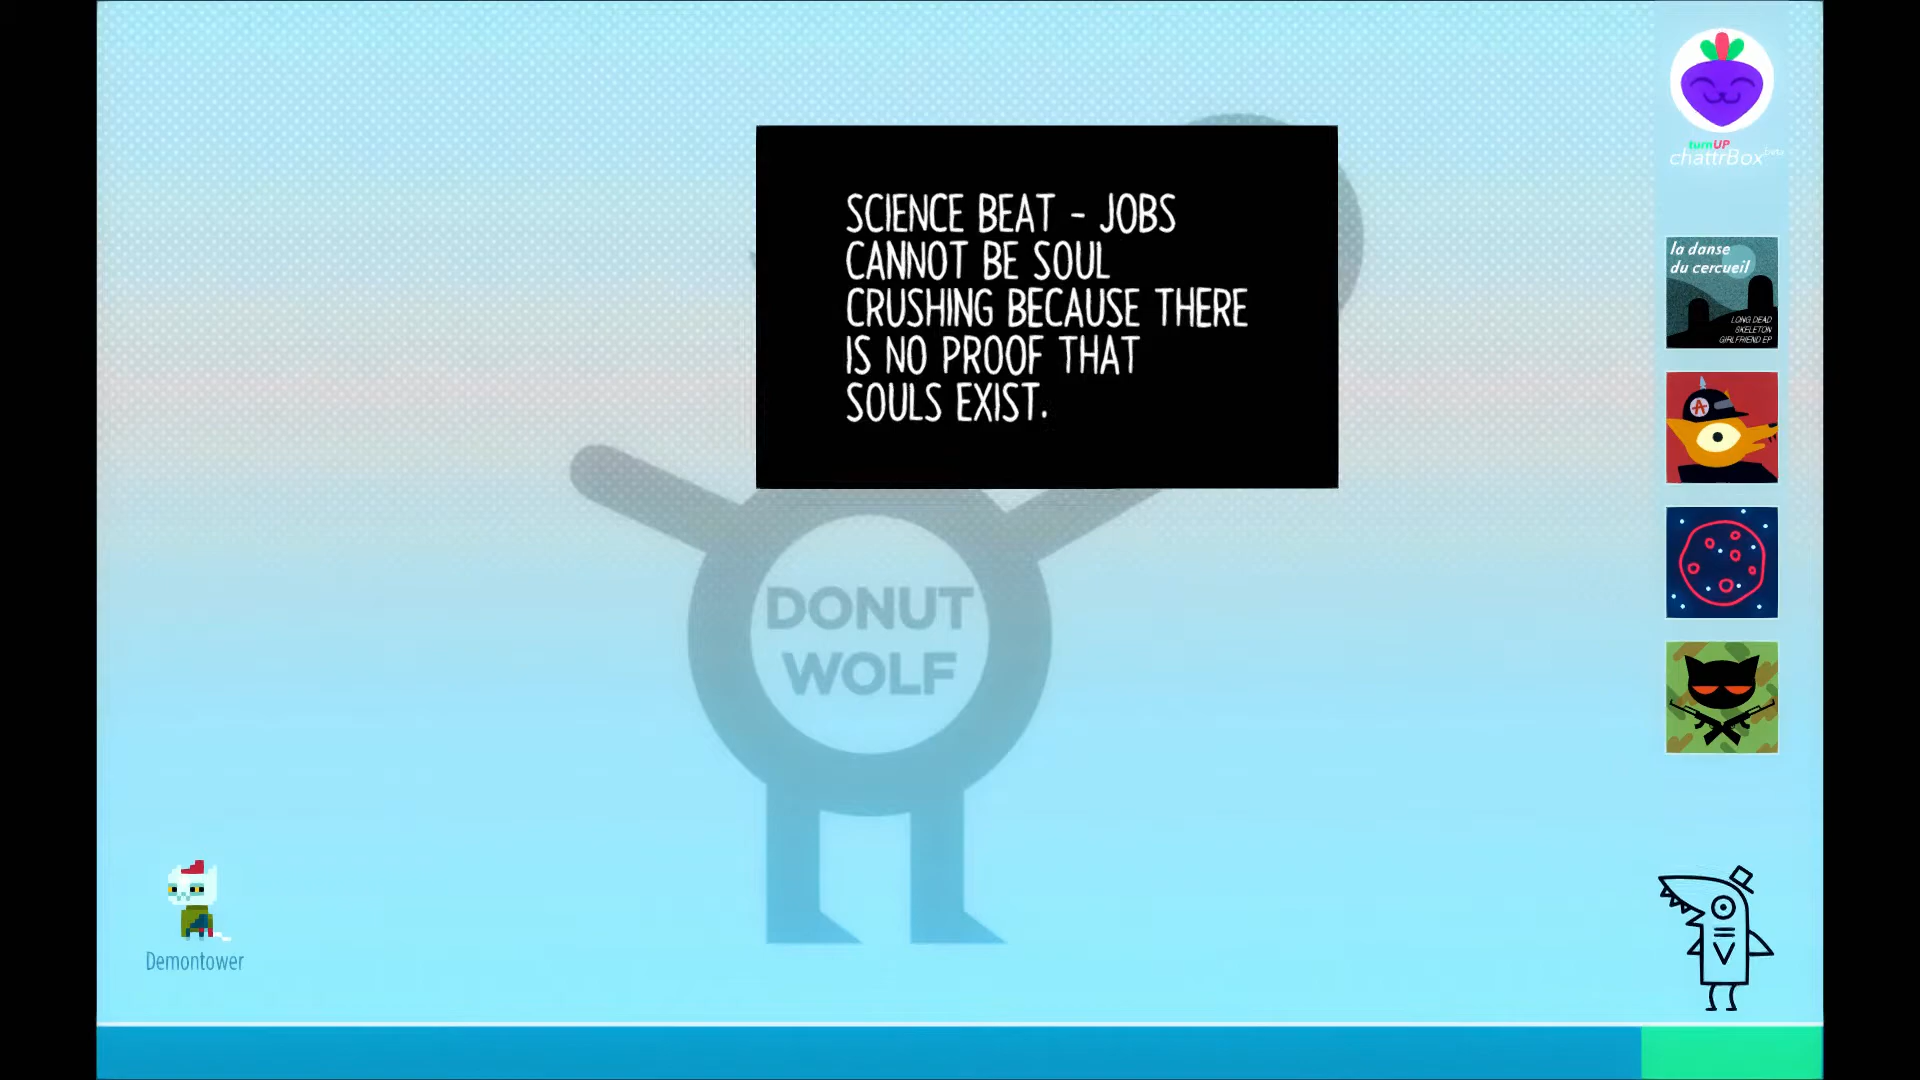 turnUP
chattrBox beta
SCIENCE BEAT - JOBS
CANNOT BE SOUL
CRUSHING BECAUSE THERE
IS NO PROOF THAT
SOULS EXIST.
la danse
du cercueil
LONG DEAD
SKELETON
GIRLFRIEND EP
A
DONUT
WOLF
Demontower